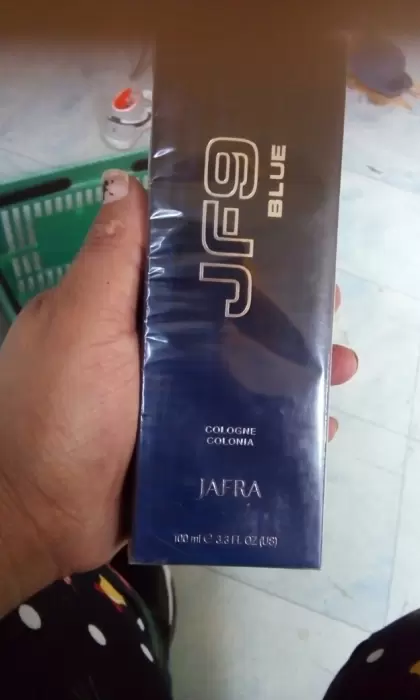 JF9
BLUE
COLOGNE
COLONIA
JAFRA
100 ml ℮ 3.3 FL OZ (US)